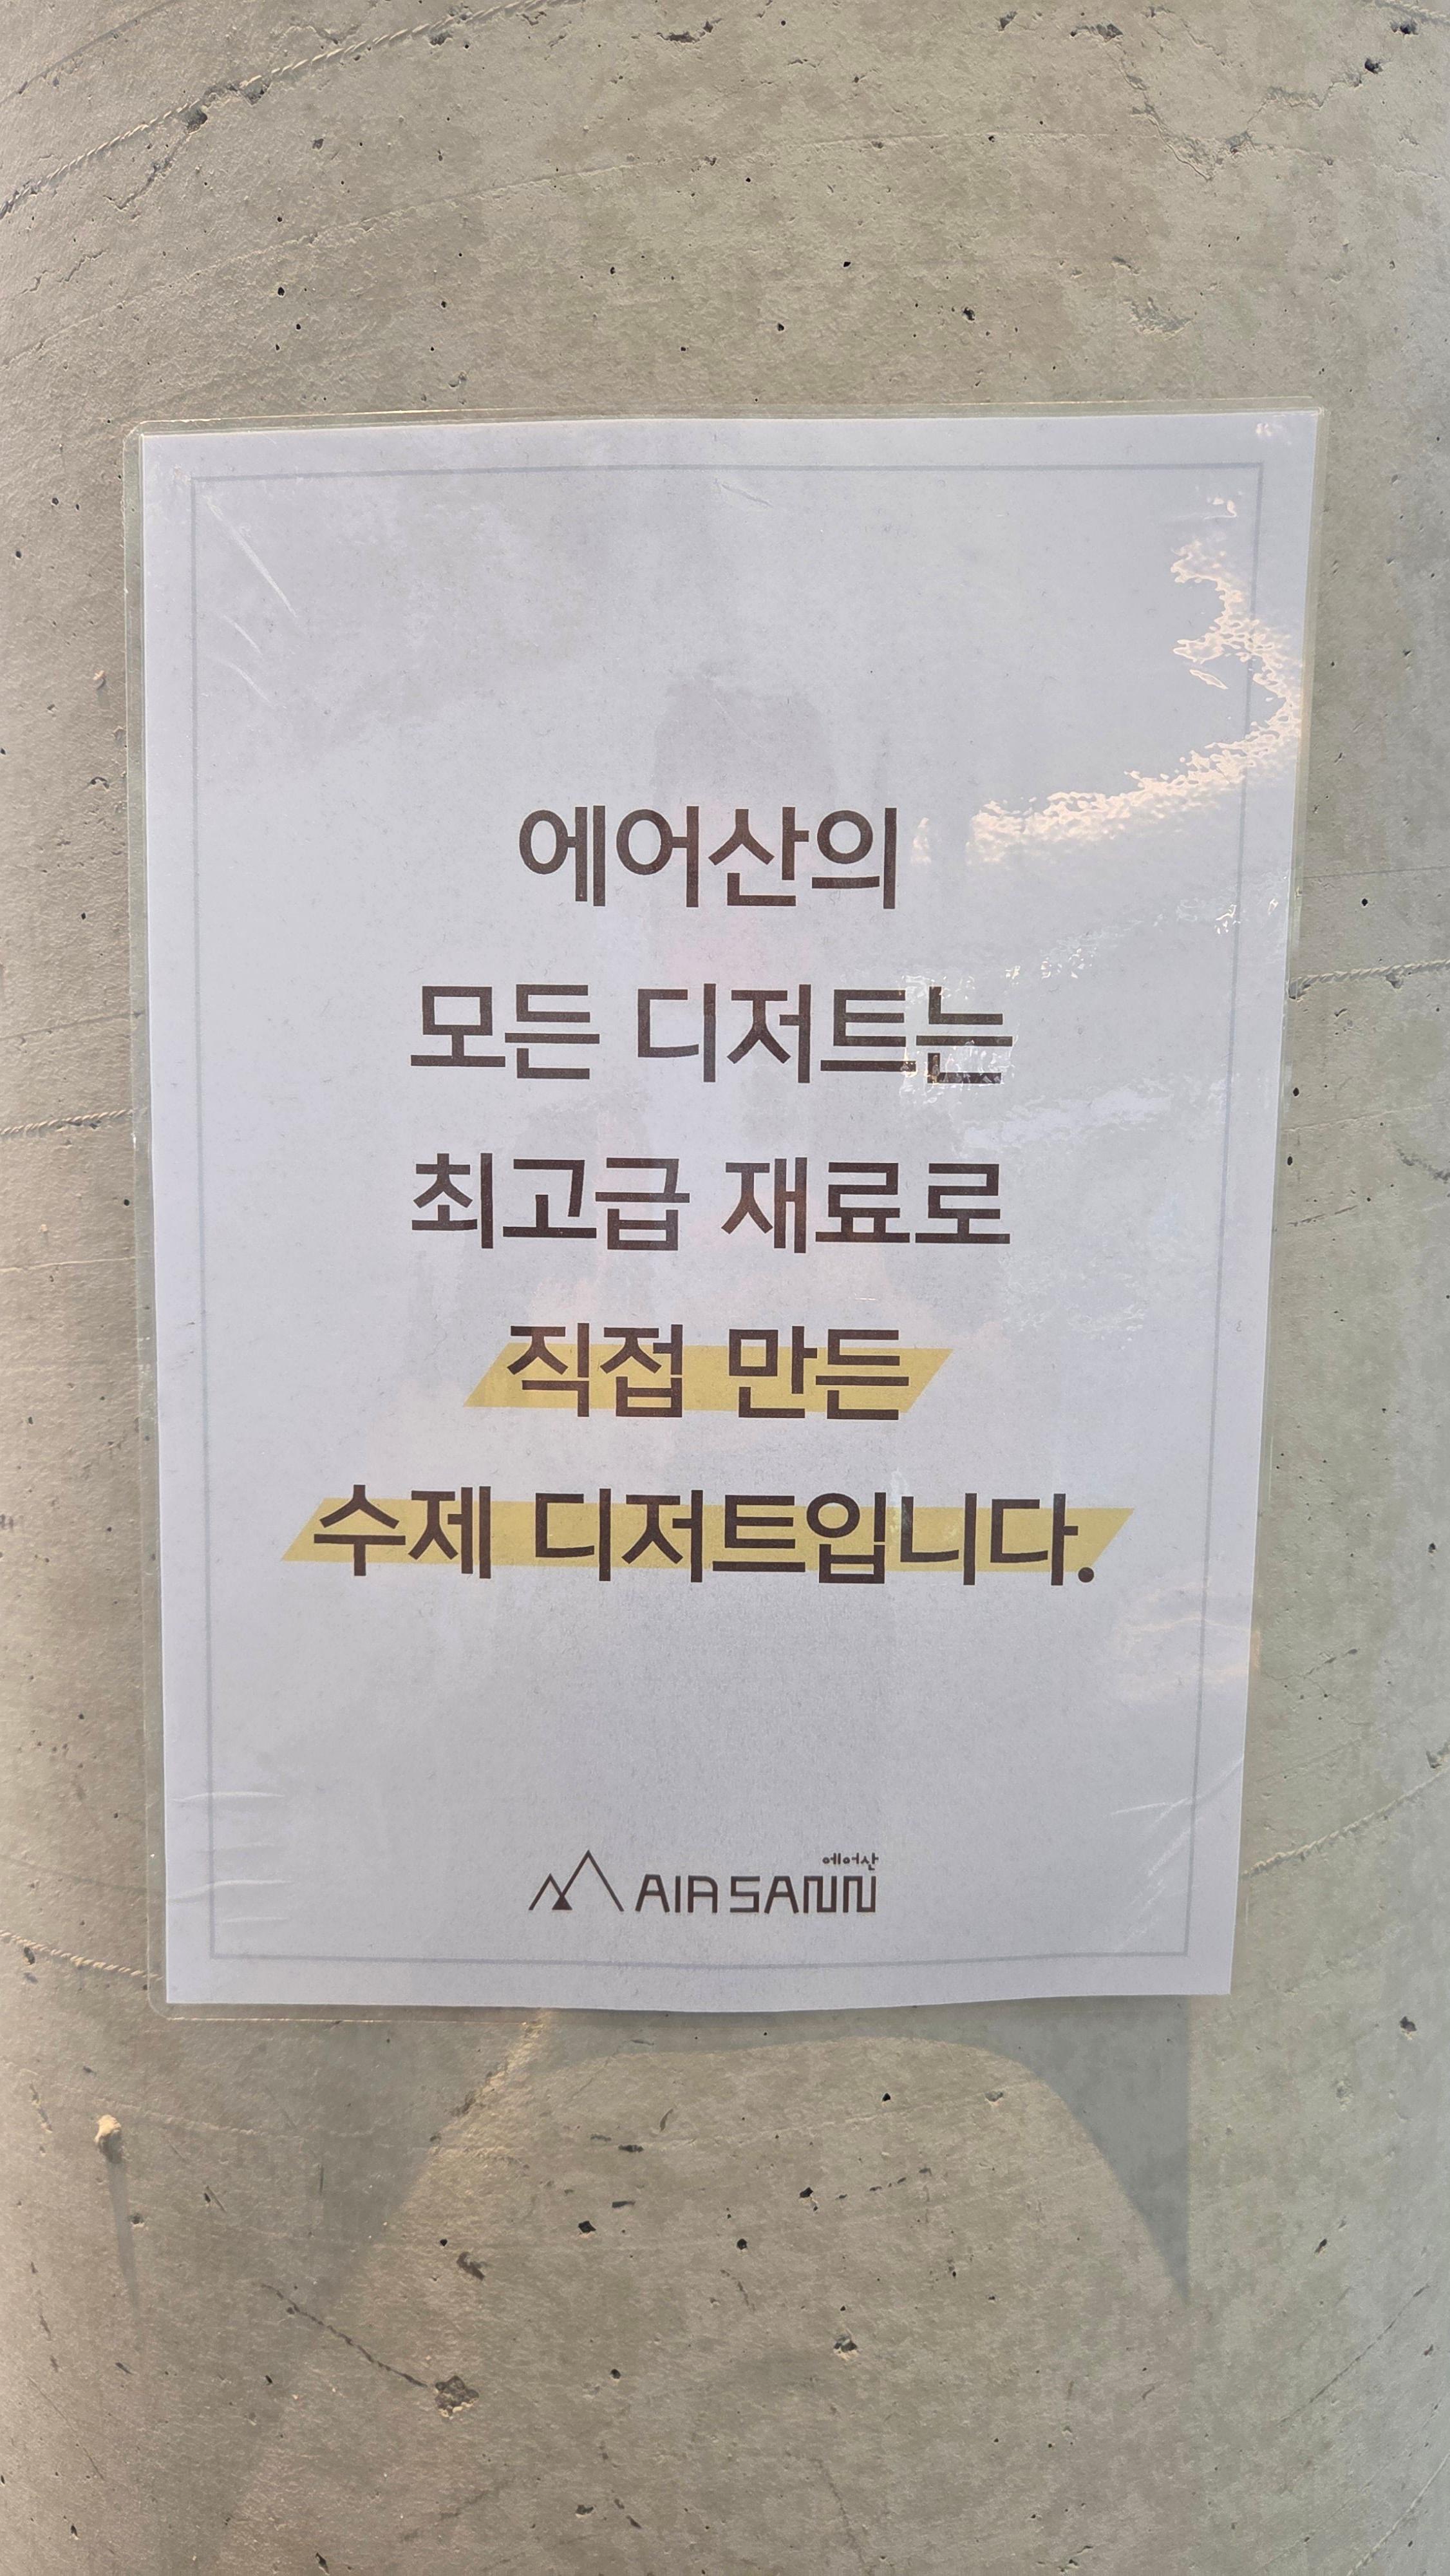 에어산의
모든 디저트는
최고급 재료로
직접 만든
수제 디저트입니다.
에어산
AIR SANN